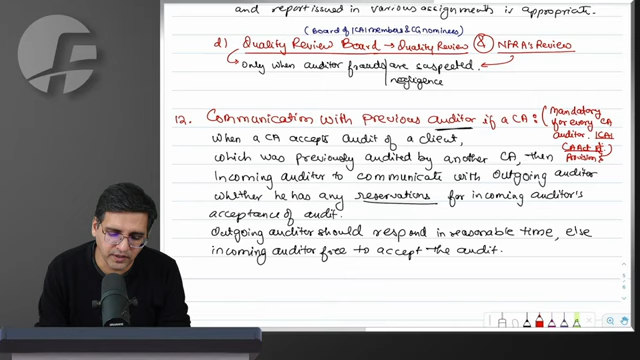 and report issued in various assignments is appropriate.
(Board of ICAI members & CG nominees)
d) Quality Review Board → Quality Review & NFRA's Review
→ Only when auditor frauds / negligence are suspected. ←
12. Communication with previous auditor if a CA : (Mandatory for every CA auditor. ICAI CA Act &
When a CA accepts audit of a client,
which was previously audited by another CA, then
Incoming auditor to communicate with Outgoing auditor
whether he has any reservations for incoming auditor's
acceptance of audit.
Outgoing auditor should respond in reasonable time, else
incoming auditor free to accept the audit.